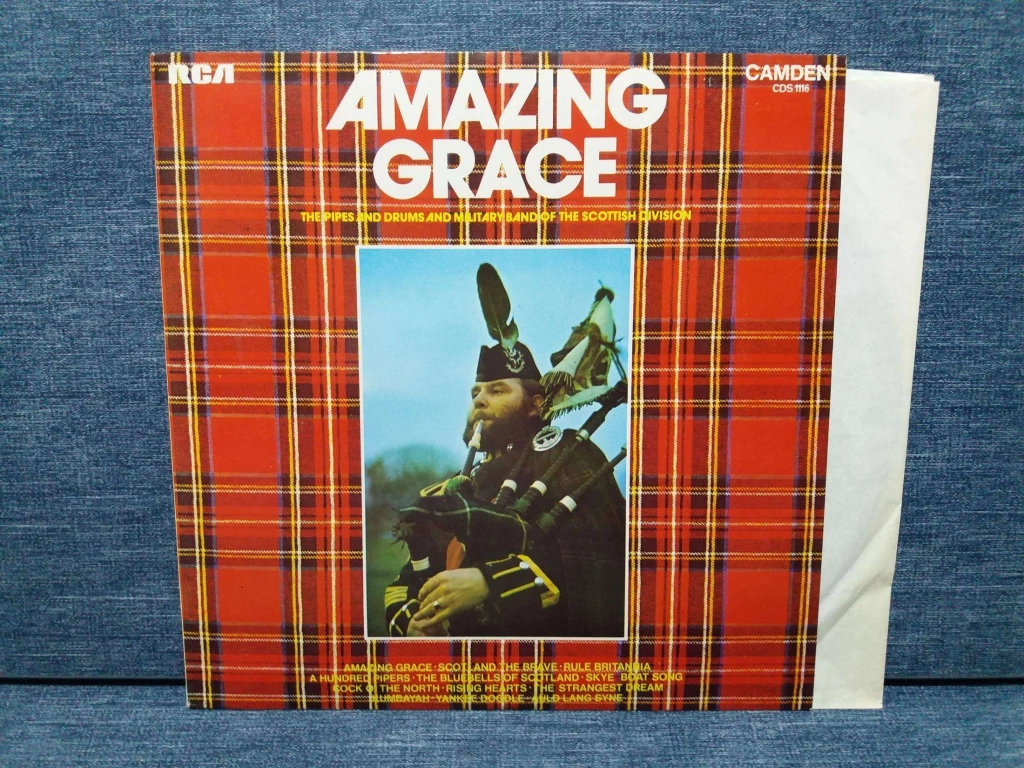 RCA
CAMDEN
CDS 1116
AMAZING
GRACE
THE PIPES AND DRUMS AND MILITARY BAND OF THE SCOTTISH DIVISION
AMAZING GRACE · SCOTLAND THE BRAVE · RULE BRITANNIA
A HUNDRED PIPERS · THE BLUEBELLS OF SCOTLAND · SKYE BOAT SONG
COCK O' THE NORTH · RISING HEARTS · THE STRANGEST DREAM
KUMBAYAH · YANKEE DOODLE · AULD LANG SYNE